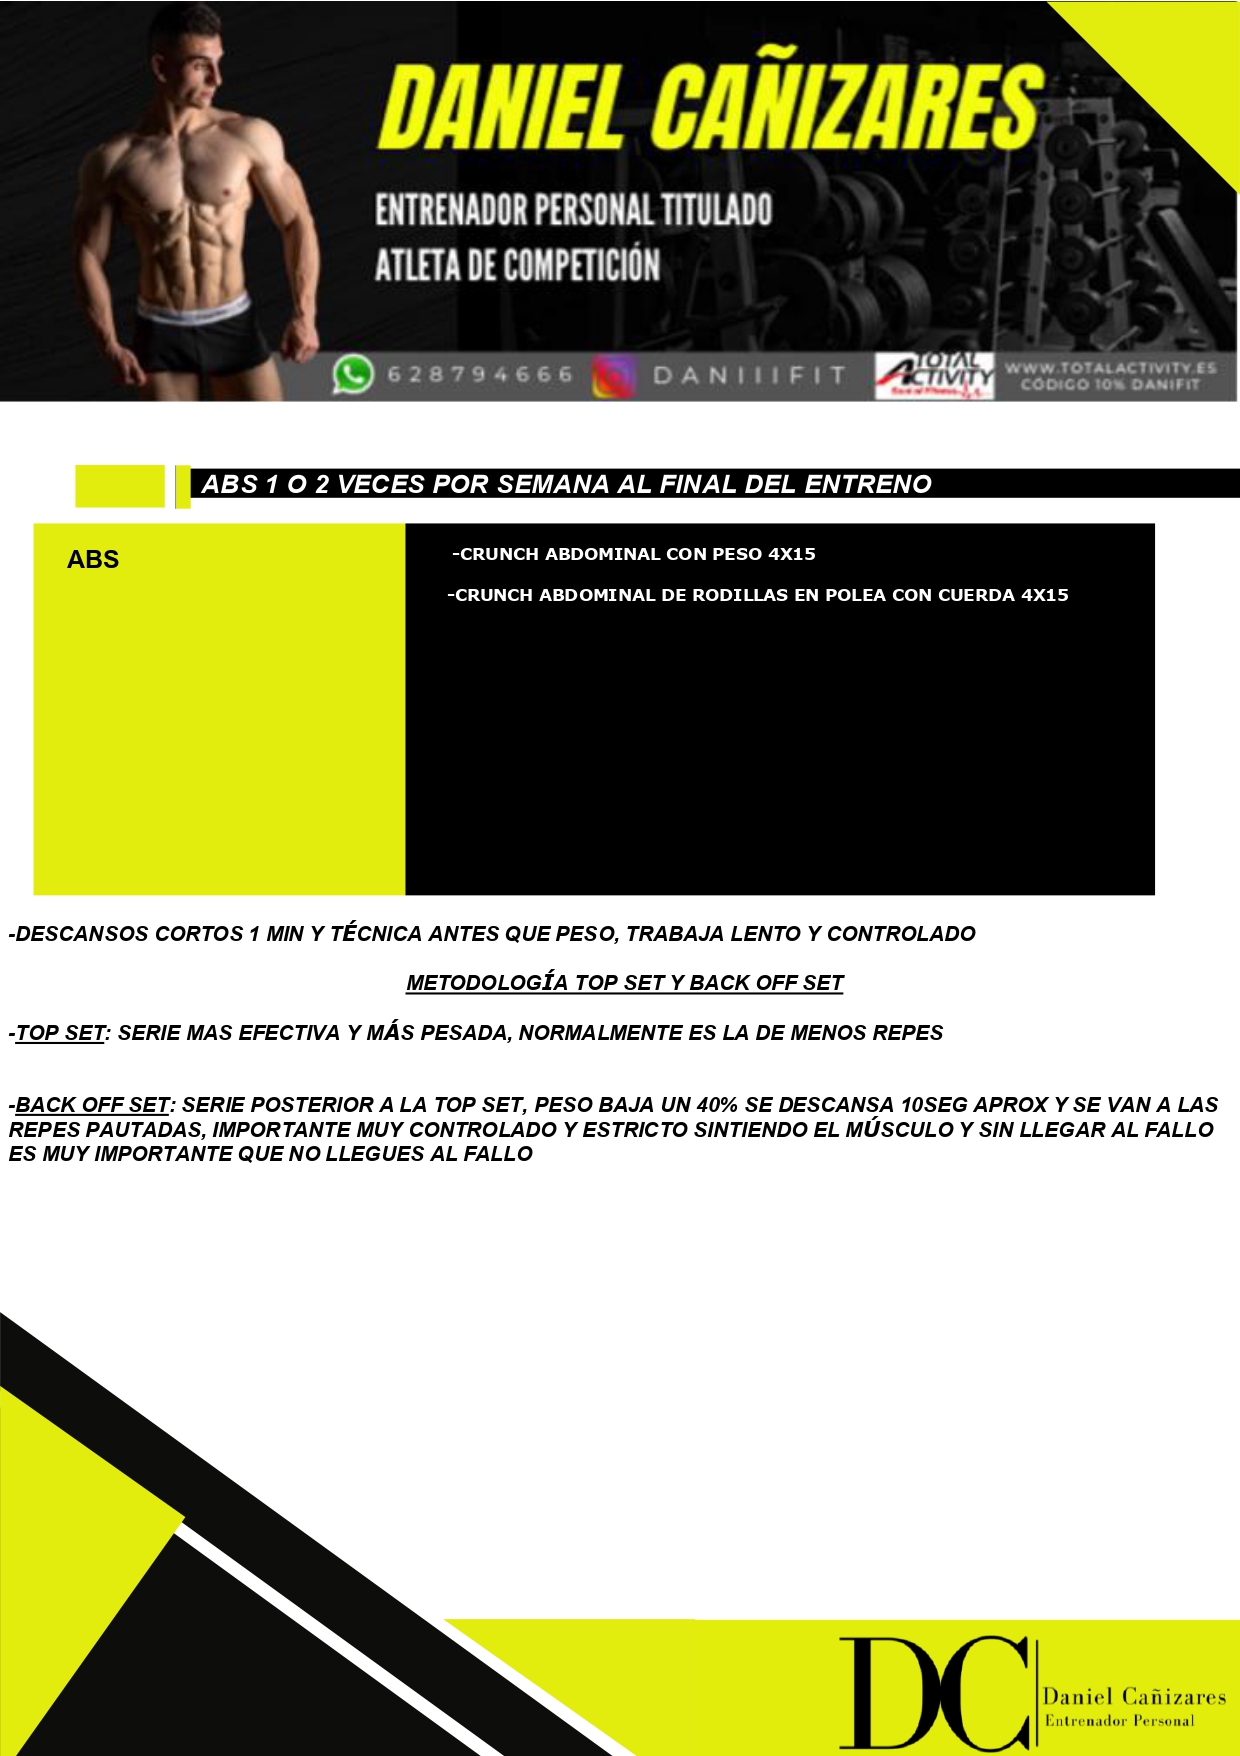 DANIEL CAÑIZARES
ENTRENADOR PERSONAL TITULADO
ATLETA DE COMPETICIÓN
628794666 DANIIIFIT TOTAL ACTIVITY WWW.TOTALACTIVITY.ES
CÓDIGO 10% DANIFIT
ABS 1 O 2 VECES POR SEMANA AL FINAL DEL ENTRENO
ABS
-CRUNCH ABDOMINAL CON PESO 4X15
-CRUNCH ABDOMINAL DE RODILLAS EN POLEA CON CUERDA 4X15
-DESCANSOS CORTOS 1 MIN Y TÉCNICA ANTES QUE PESO, TRABAJA LENTO Y CONTROLADO
METODOLOGÍA TOP SET Y BACK OFF SET
-TOP SET: SERIE MAS EFECTIVA Y MÁS PESADA, NORMALMENTE ES LA DE MENOS REPES
-BACK OFF SET: SERIE POSTERIOR A LA TOP SET, PESO BAJA UN 40% SE DESCANSA 10SEG APROX Y SE VAN A LAS
REPES PAUTADAS, IMPORTANTE MUY CONTROLADO Y ESTRICTO SINTIENDO EL MÚSCULO Y SIN LLEGAR AL FALLO
ES MUY IMPORTANTE QUE NO LLEGUES AL FALLO
DC
Daniel Cañizares
Entrenador Personal